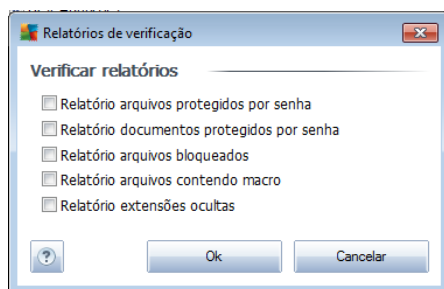 Relatórios de verificação
Verificar relatórios
Relatório arquivos protegidos por senha
Relatório documentos protegidos por senha
Relatório arquivos bloqueados
Relatório arquivos contendo macro
Relatório extensões ocultas
?
Ok
Cancelar